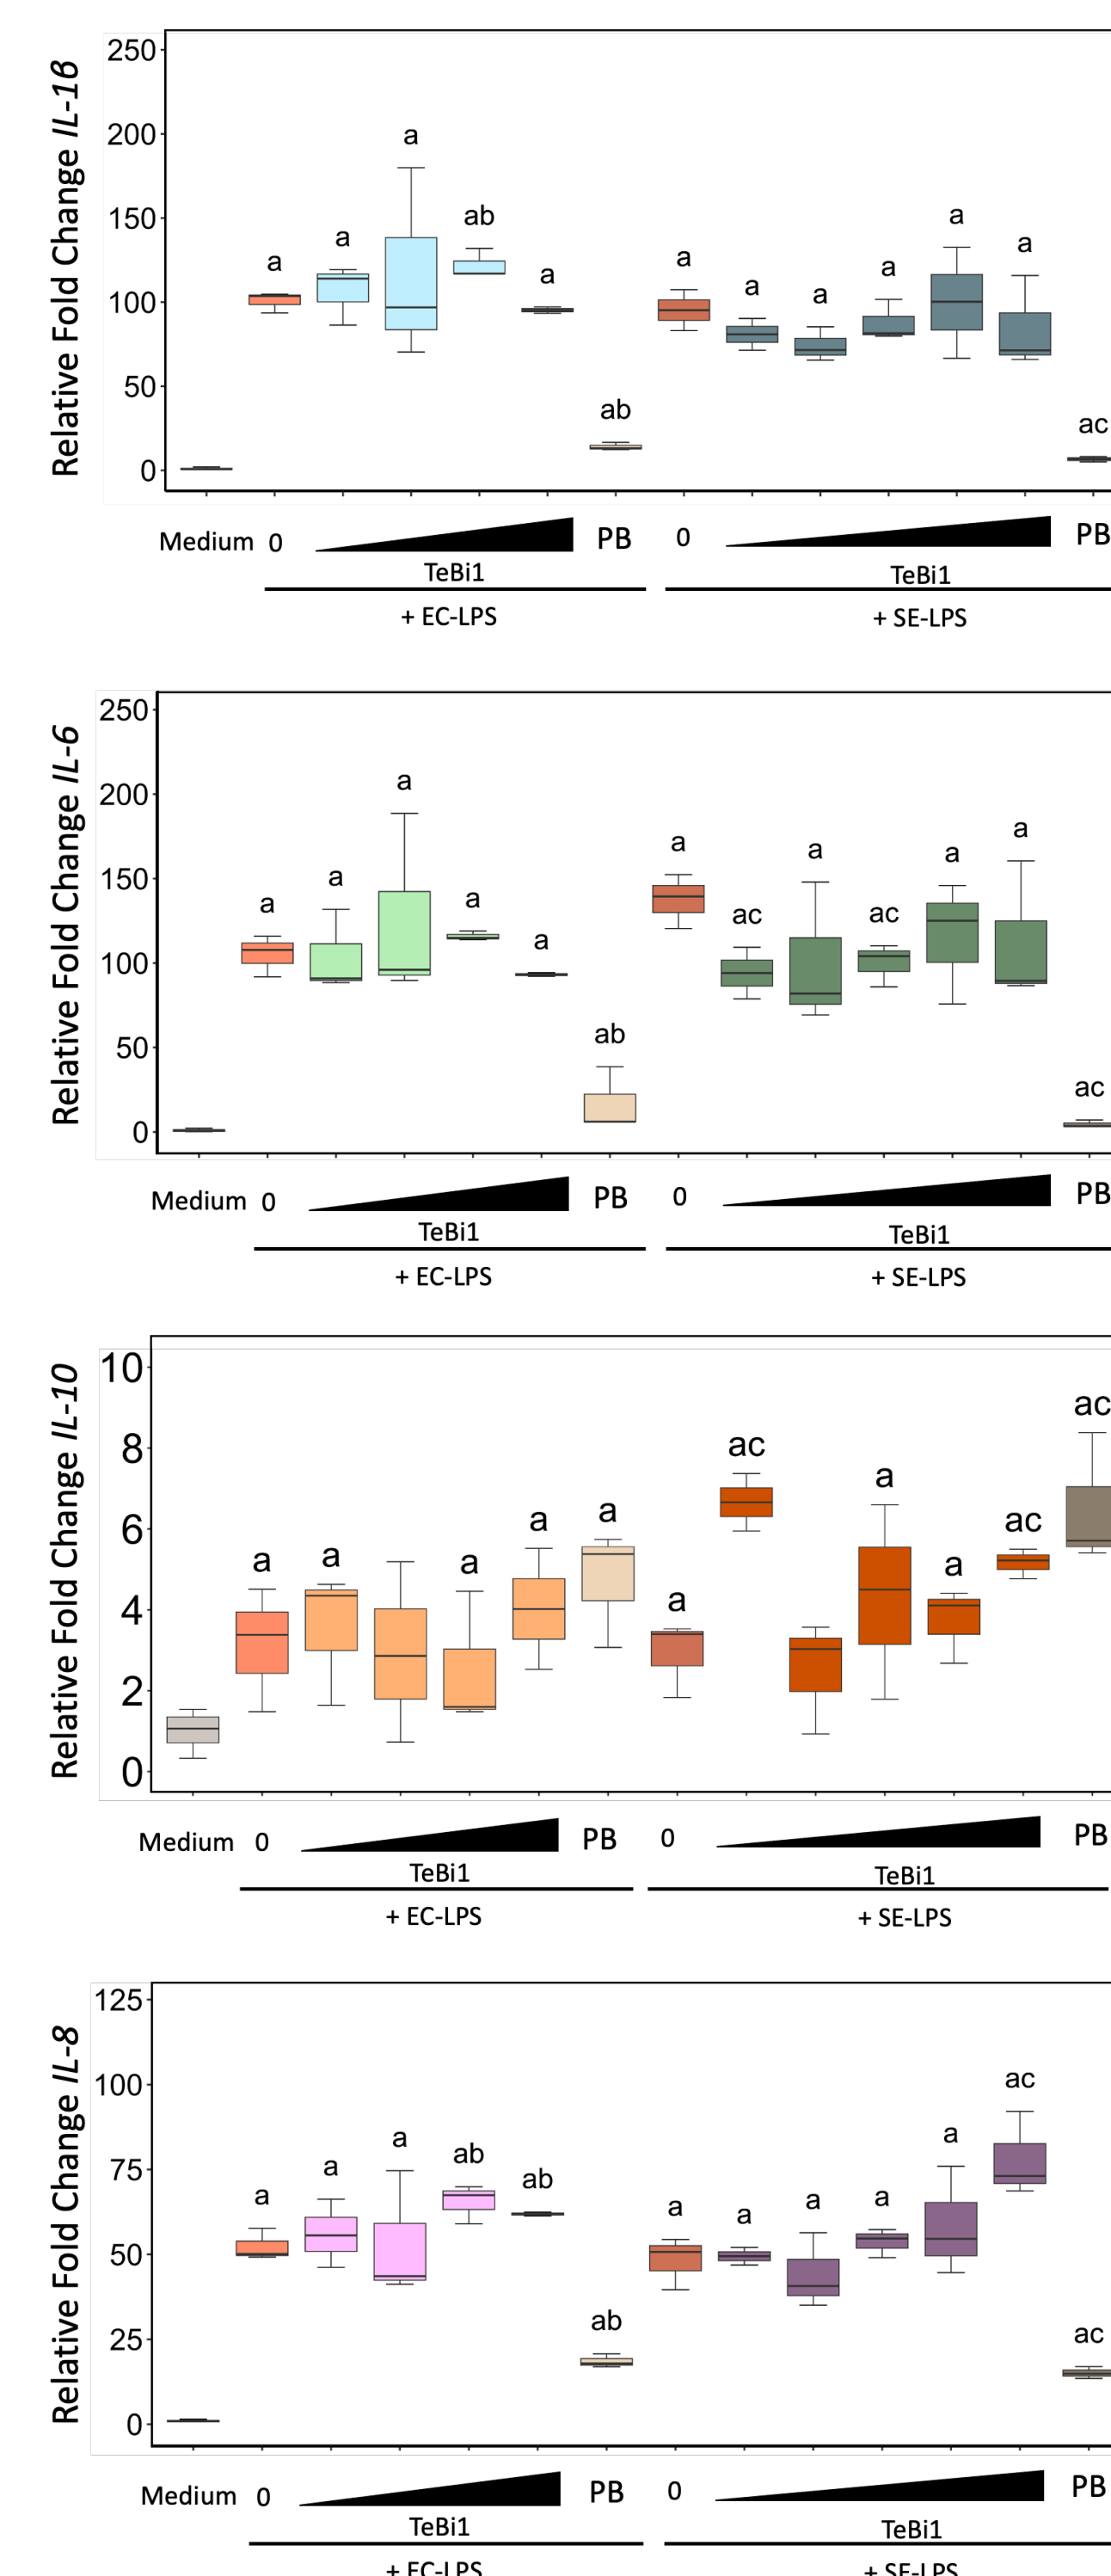 Relative Fold Change IL-1β
250
200
150
100
50
0
a a a ab a ab a a a a a a ac
Medium 0 PB 0 PB
TeBi1 TeBi1
+ EC-LPS + SE-LPS
Relative Fold Change IL-6
250
200
150
100
50
0
a a a a a ab a ac a ac a a ac
Medium 0 PB 0 PB
TeBi1 TeBi1
+ EC-LPS + SE-LPS
Relative Fold Change IL-10
10
8
6
4
2
0
a a a a a a ac a a ac ac
Medium 0 PB 0 PB
TeBi1 TeBi1
+ EC-LPS + SE-LPS
Relative Fold Change IL-8
125
100
75
50
25
0
a a a ab ab ab a a a a a ac ac
Medium 0 PB 0 PB
TeBi1 TeBi1
+ EC-LPS + SE-LPS